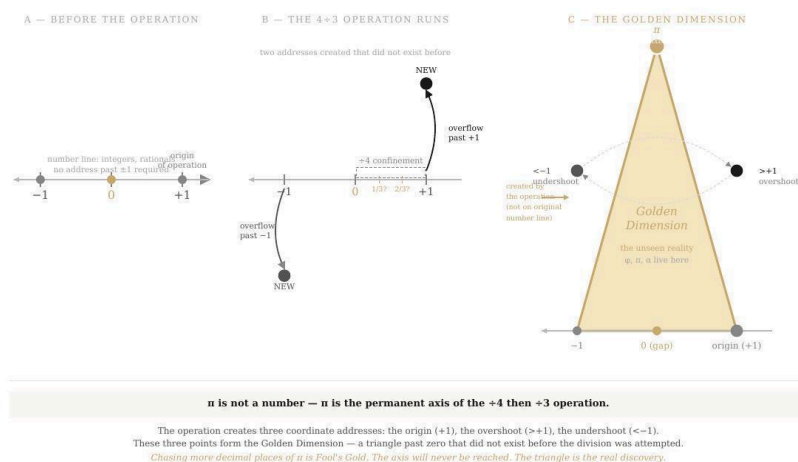 A — BEFORE THE OPERATION
B — THE 4÷3 OPERATION RUNS
C — THE GOLDEN DIMENSION
π
two addresses created that did not exist before
NEW
overflow
past +1
number line: integers, rationals
no address past ±1 required
origin
of operation
−1
0
+1
÷4 confinement
−1
0
1/3?
2/3?
+1
overflow
past −1
NEW
<−1
undershoot
>+1
overshoot
created by
the operation
(not on original
number line)
Golden
Dimension
the unseen reality
φ, π, α live here
−1
0 (gap)
origin (+1)
π is not a number — π is the permanent axis of the ÷4 then ÷3 operation.
The operation creates three coordinate addresses: the origin (+1), the overshoot (>+1), the undershoot (<−1).
These three points form the Golden Dimension — a triangle past zero that did not exist before the division was attempted.
Chasing more decimal places of π is Fool's Gold. The axis will never be reached. The triangle is the real discovery.